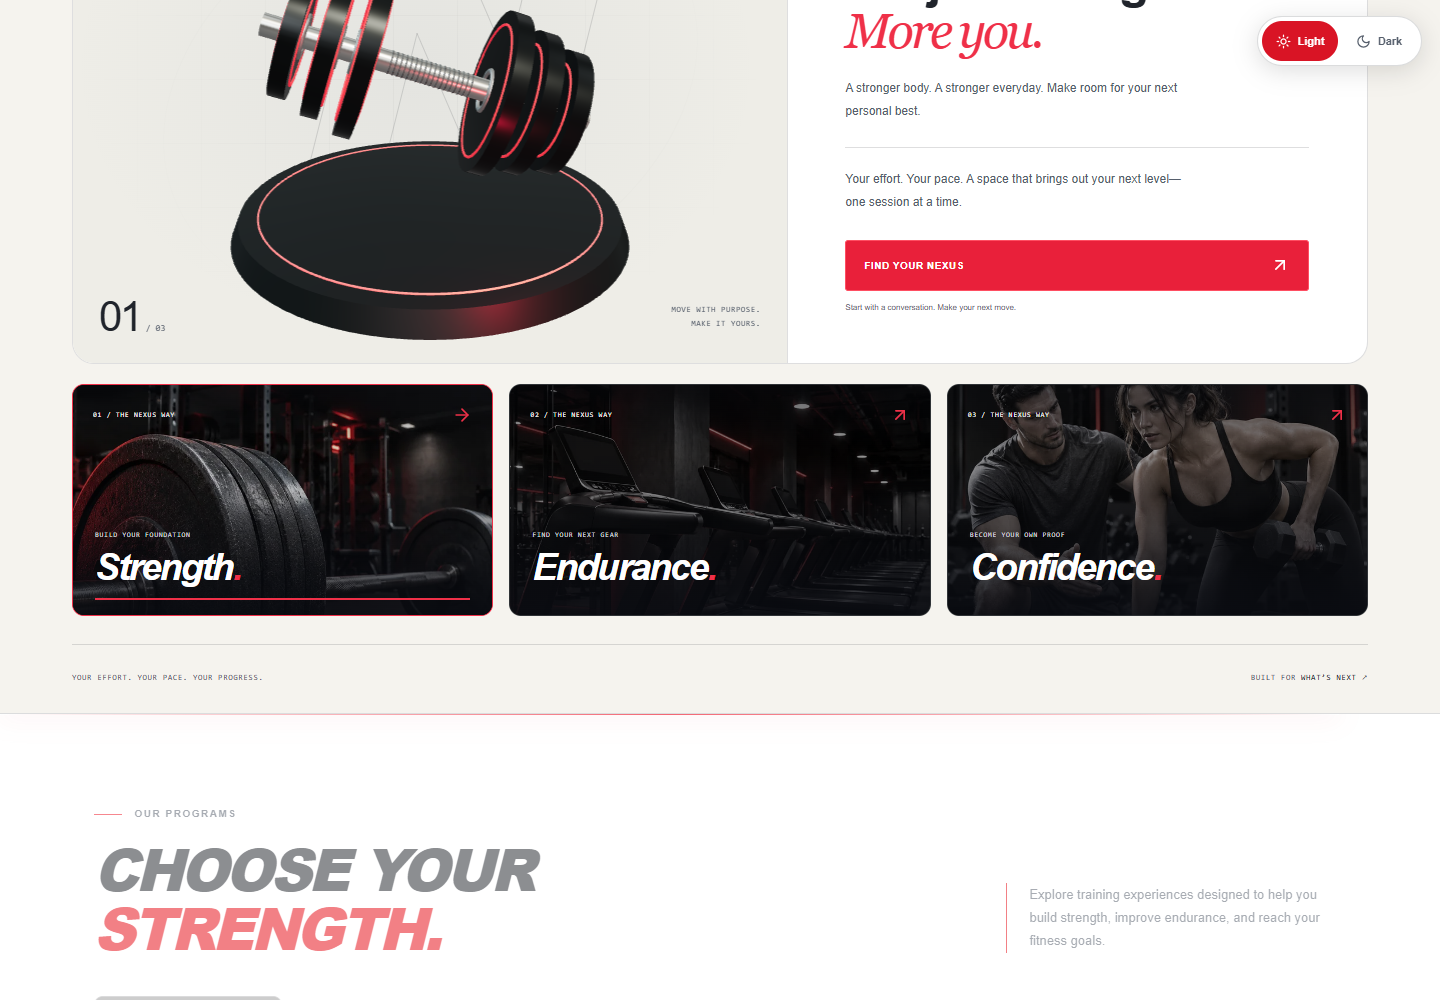 More you.
Light
Dark
A stronger body. A stronger everyday. Make room for your next
personal best.
Your effort. Your pace. A space that brings out your next level—
one session at a time.
FIND YOUR NEXUS
Start with a conversation. Make your next move.
01 / 03
MOVE WITH PURPOSE.
MAKE IT YOURS.
01 / THE NEXUS WAY
BUILD YOUR FOUNDATION
Strength.
02 / THE NEXUS WAY
FIND YOUR NEXT GEAR
Endurance.
03 / THE NEXUS WAY
BECOME YOUR OWN PROOF
Confidence.
YOUR EFFORT. YOUR PACE. YOUR PROGRESS.
BUILT FOR WHAT'S NEXT ↗
OUR PROGRAMS
CHOOSE YOUR
STRENGTH.
Explore training experiences designed to help you
build strength, improve endurance, and reach your
fitness goals.